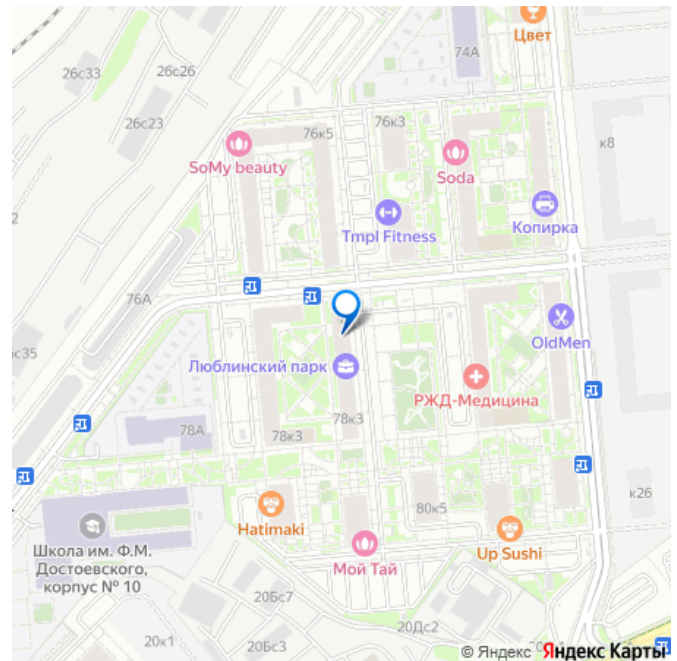 Цвет
74А
26с33
26с26
26с23
76к5
76к3
к8
SoMy beauty
Soda
Tmpl Fitness
Копирка
76А
OldMen
с35
Люблинский парк
РЖД-Медицина
78к3
78А
78к3
80к5
к26
Hatimaki
Up Sushi
Школа им. Ф.М.
Достоевского,
корпус № 10
Мой Тай
20Бс7
20Дс2
20к1
20Бс3
© Яндекс Яндекс Карты